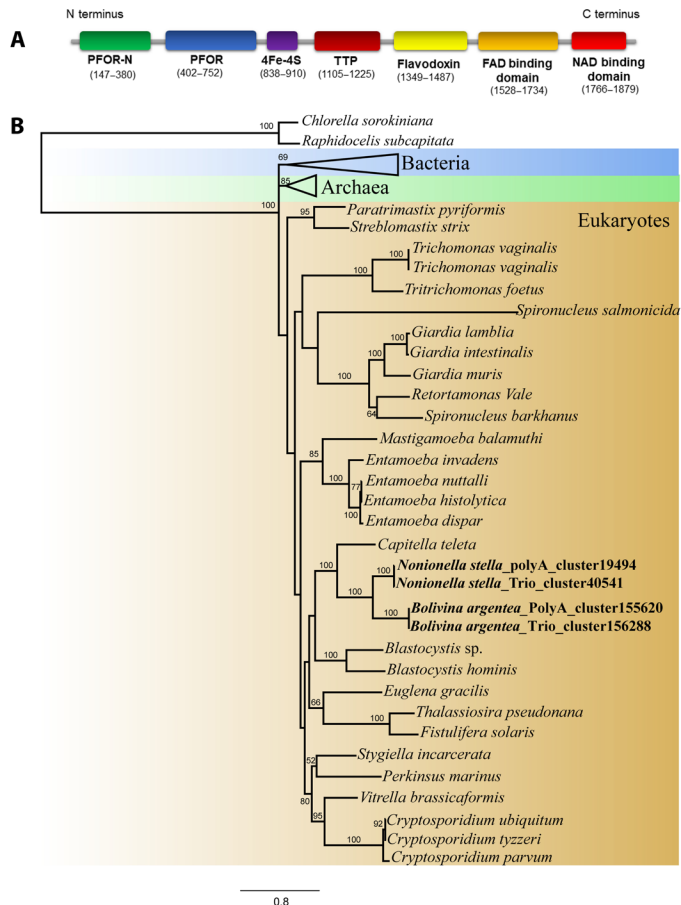 N terminus
C terminus
A
PFOR-N
(147–380)
PFOR
(402–752)
4Fe-4S
(838–910)
TTP
(1105–1225)
Flavodoxin
(1349–1487)
FAD binding
domain
(1528–1734)
NAD binding
domain
(1766–1879)
B
100
Chlorella sorokiniana
Raphidocelis subcapitata
69
Bacteria
85
Archaea
100
Eukaryotes
95
Paratrimastix pyriformis
Streblomastix strix
100
100
Trichomonas vaginalis
Trichomonas vaginalis
Tritrichomonas foetus
Spironucleus salmonicida
100
100
100
Giardia lamblia
Giardia intestinalis
Giardia muris
64
Retortamonas Vale
Spironucleus barkhanus
85
Mastigamoeba balamuthi
100
Entamoeba invadens
77
Entamoeba nuttalli
Entamoeba histolytica
100
Entamoeba dispar
Capitella teleta
100
100
Nonionella stella_polyA_cluster19494
Nonionella stella_Trio_cluster40541
100
100
Bolivina argentea_PolyA_cluster155620
Bolivina argentea_Trio_cluster156288
100
Blastocystis sp.
Blastocystis hominis
66
Euglena gracilis
100
Thalassiosira pseudonana
Fistulifera solaris
52
Stygiella incarcerata
Perkinsus marinus
80
95
Vitrella brassicaformis
92
100
Cryptosporidium ubiquitum
Cryptosporidium tyzzeri
Cryptosporidium parvum
0.8